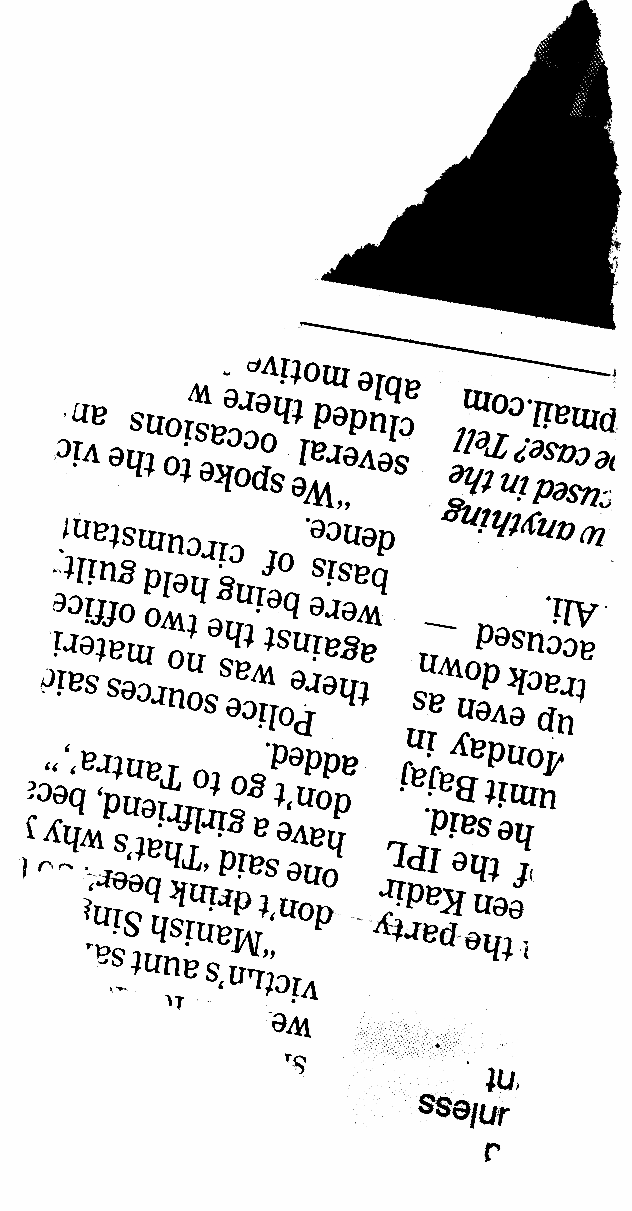 nless
nt
the party
een Kadir
f the IPL
he said.
umit Bajaj
Monday in
up even as
track down
accused —
Ali.
w anything
cused in the
e case? Tell
pmail.com
we
victim's aunt sa
“Manish Sing
don't drink beer’
one said ‘That's why y
have a girlfriend, beca
don't go to Tantra’,”
added.
Police sources said
there was no materi
against the two office
were being held guilt
basis of circumstan
dence.
“We spoke to the vic
several occasions an
cluded there w
able motive